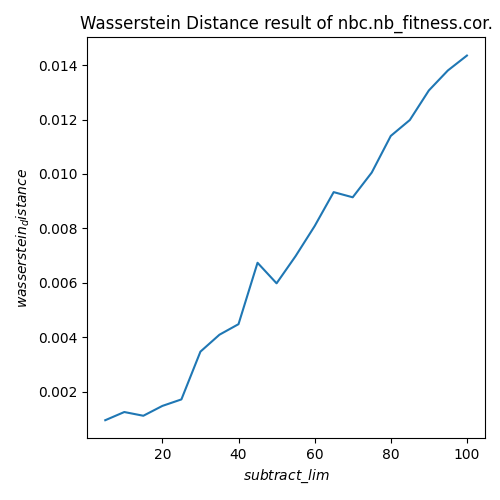 Wasserstein Distance result of nbc.nb_fitness.cor.
0.014
0.012
0.010
0.008
0.006
0.004
0.002
wasserstein_distance
20 40 60 80 100
subtract_lim